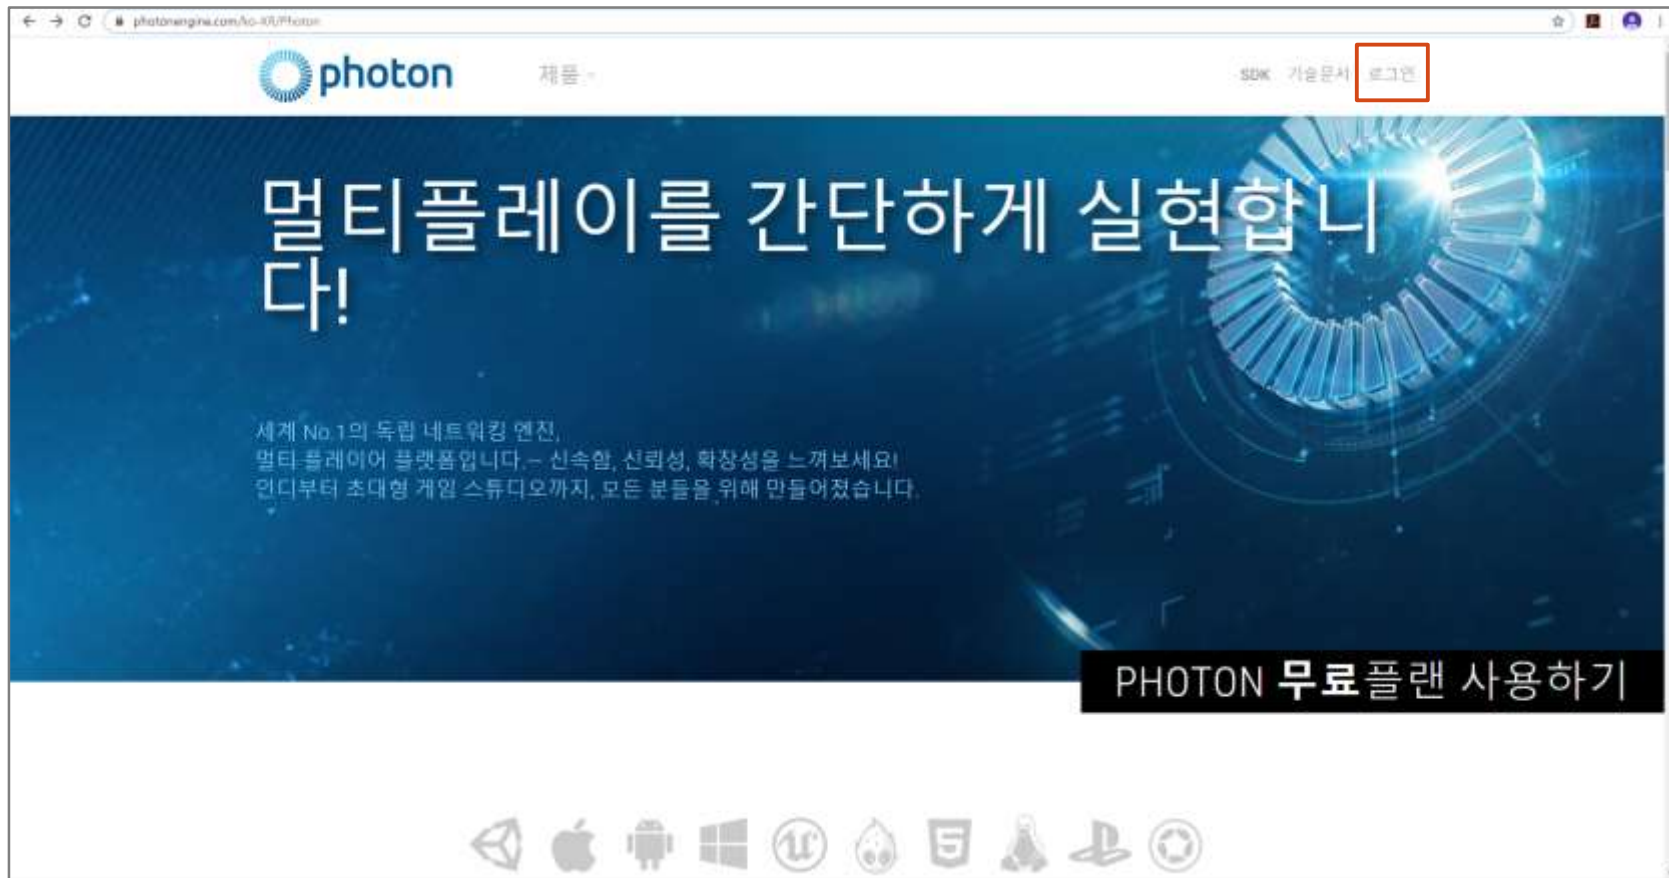 photonengine.com/ko-KR/Photon
photon
제품
SDK 기술문서 로그인
멀티플레이를 간단하게 실현합니
다!
세계 No.1의 독립 네트워킹 엔진,
멀티 플레이어 플랫폼입니다.— 신속함, 신뢰성, 확장성을 느껴보세요!
인디부터 초대형 게임 스튜디오까지, 모든 분들을 위해 만들어졌습니다.
PHOTON 무료플랜 사용하기